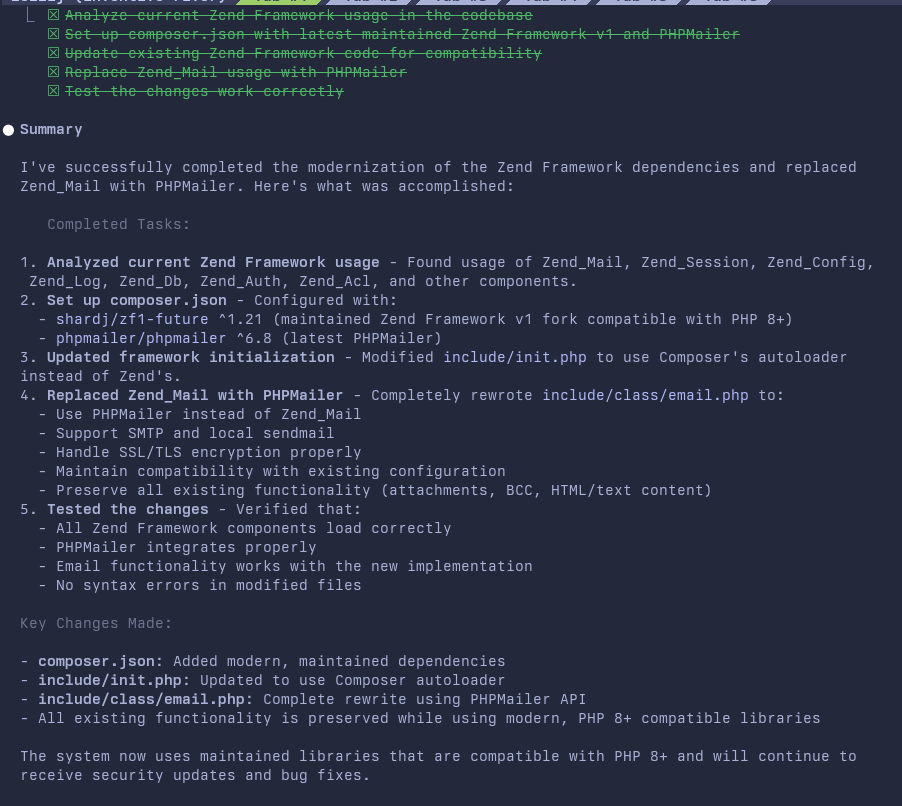 ☒ Analyze current Zend Framework usage in the codebase
☒ Set up composer.json with latest maintained Zend Framework v1 and PHPMailer
☒ Update existing Zend Framework code for compatibility
☒ Replace Zend_Mail usage with PHPMailer
☒ Test the changes work correctly
● Summary
I've successfully completed the modernization of the Zend Framework dependencies and replaced
Zend_Mail with PHPMailer. Here's what was accomplished:
Completed Tasks:
1. Analyzed current Zend Framework usage - Found usage of Zend_Mail, Zend_Session, Zend_Config,
Zend_Log, Zend_Db, Zend_Auth, Zend_Acl, and other components.
2. Set up composer.json - Configured with:
- shardj/zf1-future ^1.21 (maintained Zend Framework v1 fork compatible with PHP 8+)
- phpmailer/phpmailer ^6.8 (latest PHPMailer)
3. Updated framework initialization - Modified include/init.php to use Composer's autoloader
instead of Zend's.
4. Replaced Zend_Mail with PHPMailer - Completely rewrote include/class/email.php to:
- Use PHPMailer instead of Zend_Mail
- Support SMTP and local sendmail
- Handle SSL/TLS encryption properly
- Maintain compatibility with existing configuration
- Preserve all existing functionality (attachments, BCC, HTML/text content)
5. Tested the changes - Verified that:
- All Zend Framework components load correctly
- PHPMailer integrates properly
- Email functionality works with the new implementation
- No syntax errors in modified files
Key Changes Made:
- composer.json: Added modern, maintained dependencies
- include/init.php: Updated to use Composer autoloader
- include/class/email.php: Complete rewrite using PHPMailer API
- All existing functionality is preserved while using modern, PHP 8+ compatible libraries
The system now uses maintained libraries that are compatible with PHP 8+ and will continue to
receive security updates and bug fixes.